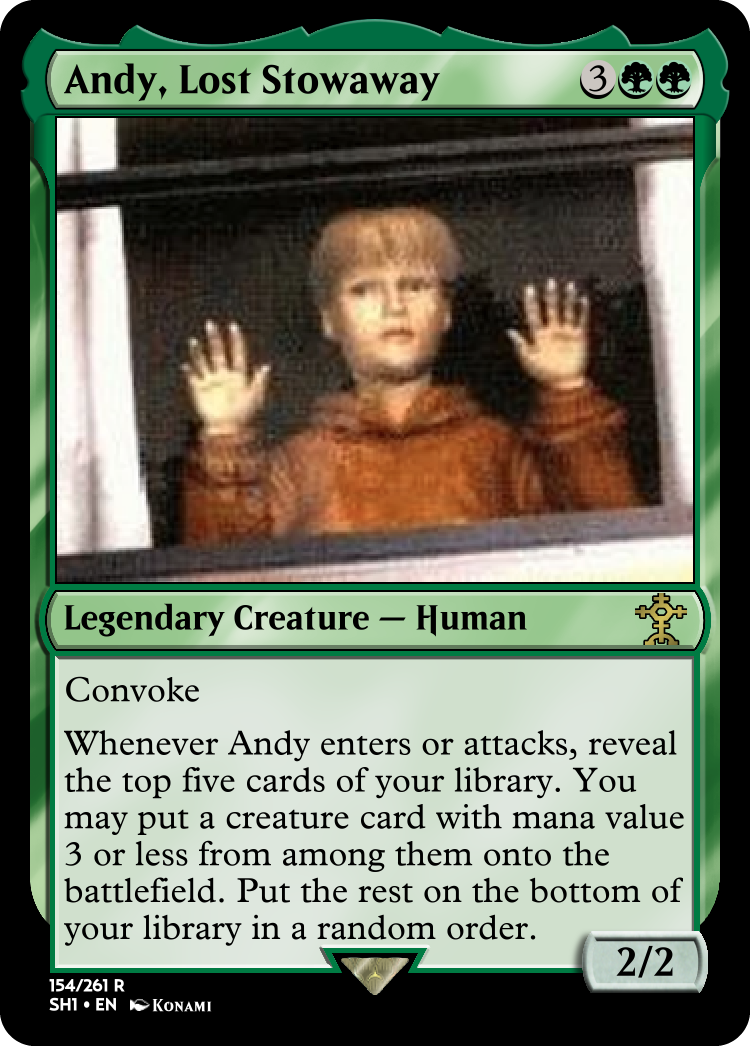 Andy, Lost Stowaway 3
Legendary Creature — Human
Convoke
Whenever Andy enters or attacks, reveal
the top five cards of your library. You
may put a creature card with mana value
3 or less from among them onto the
battlefield. Put the rest on the bottom of
your library in a random order.
2/2
154/261 R
SH1 • EN KONAMI